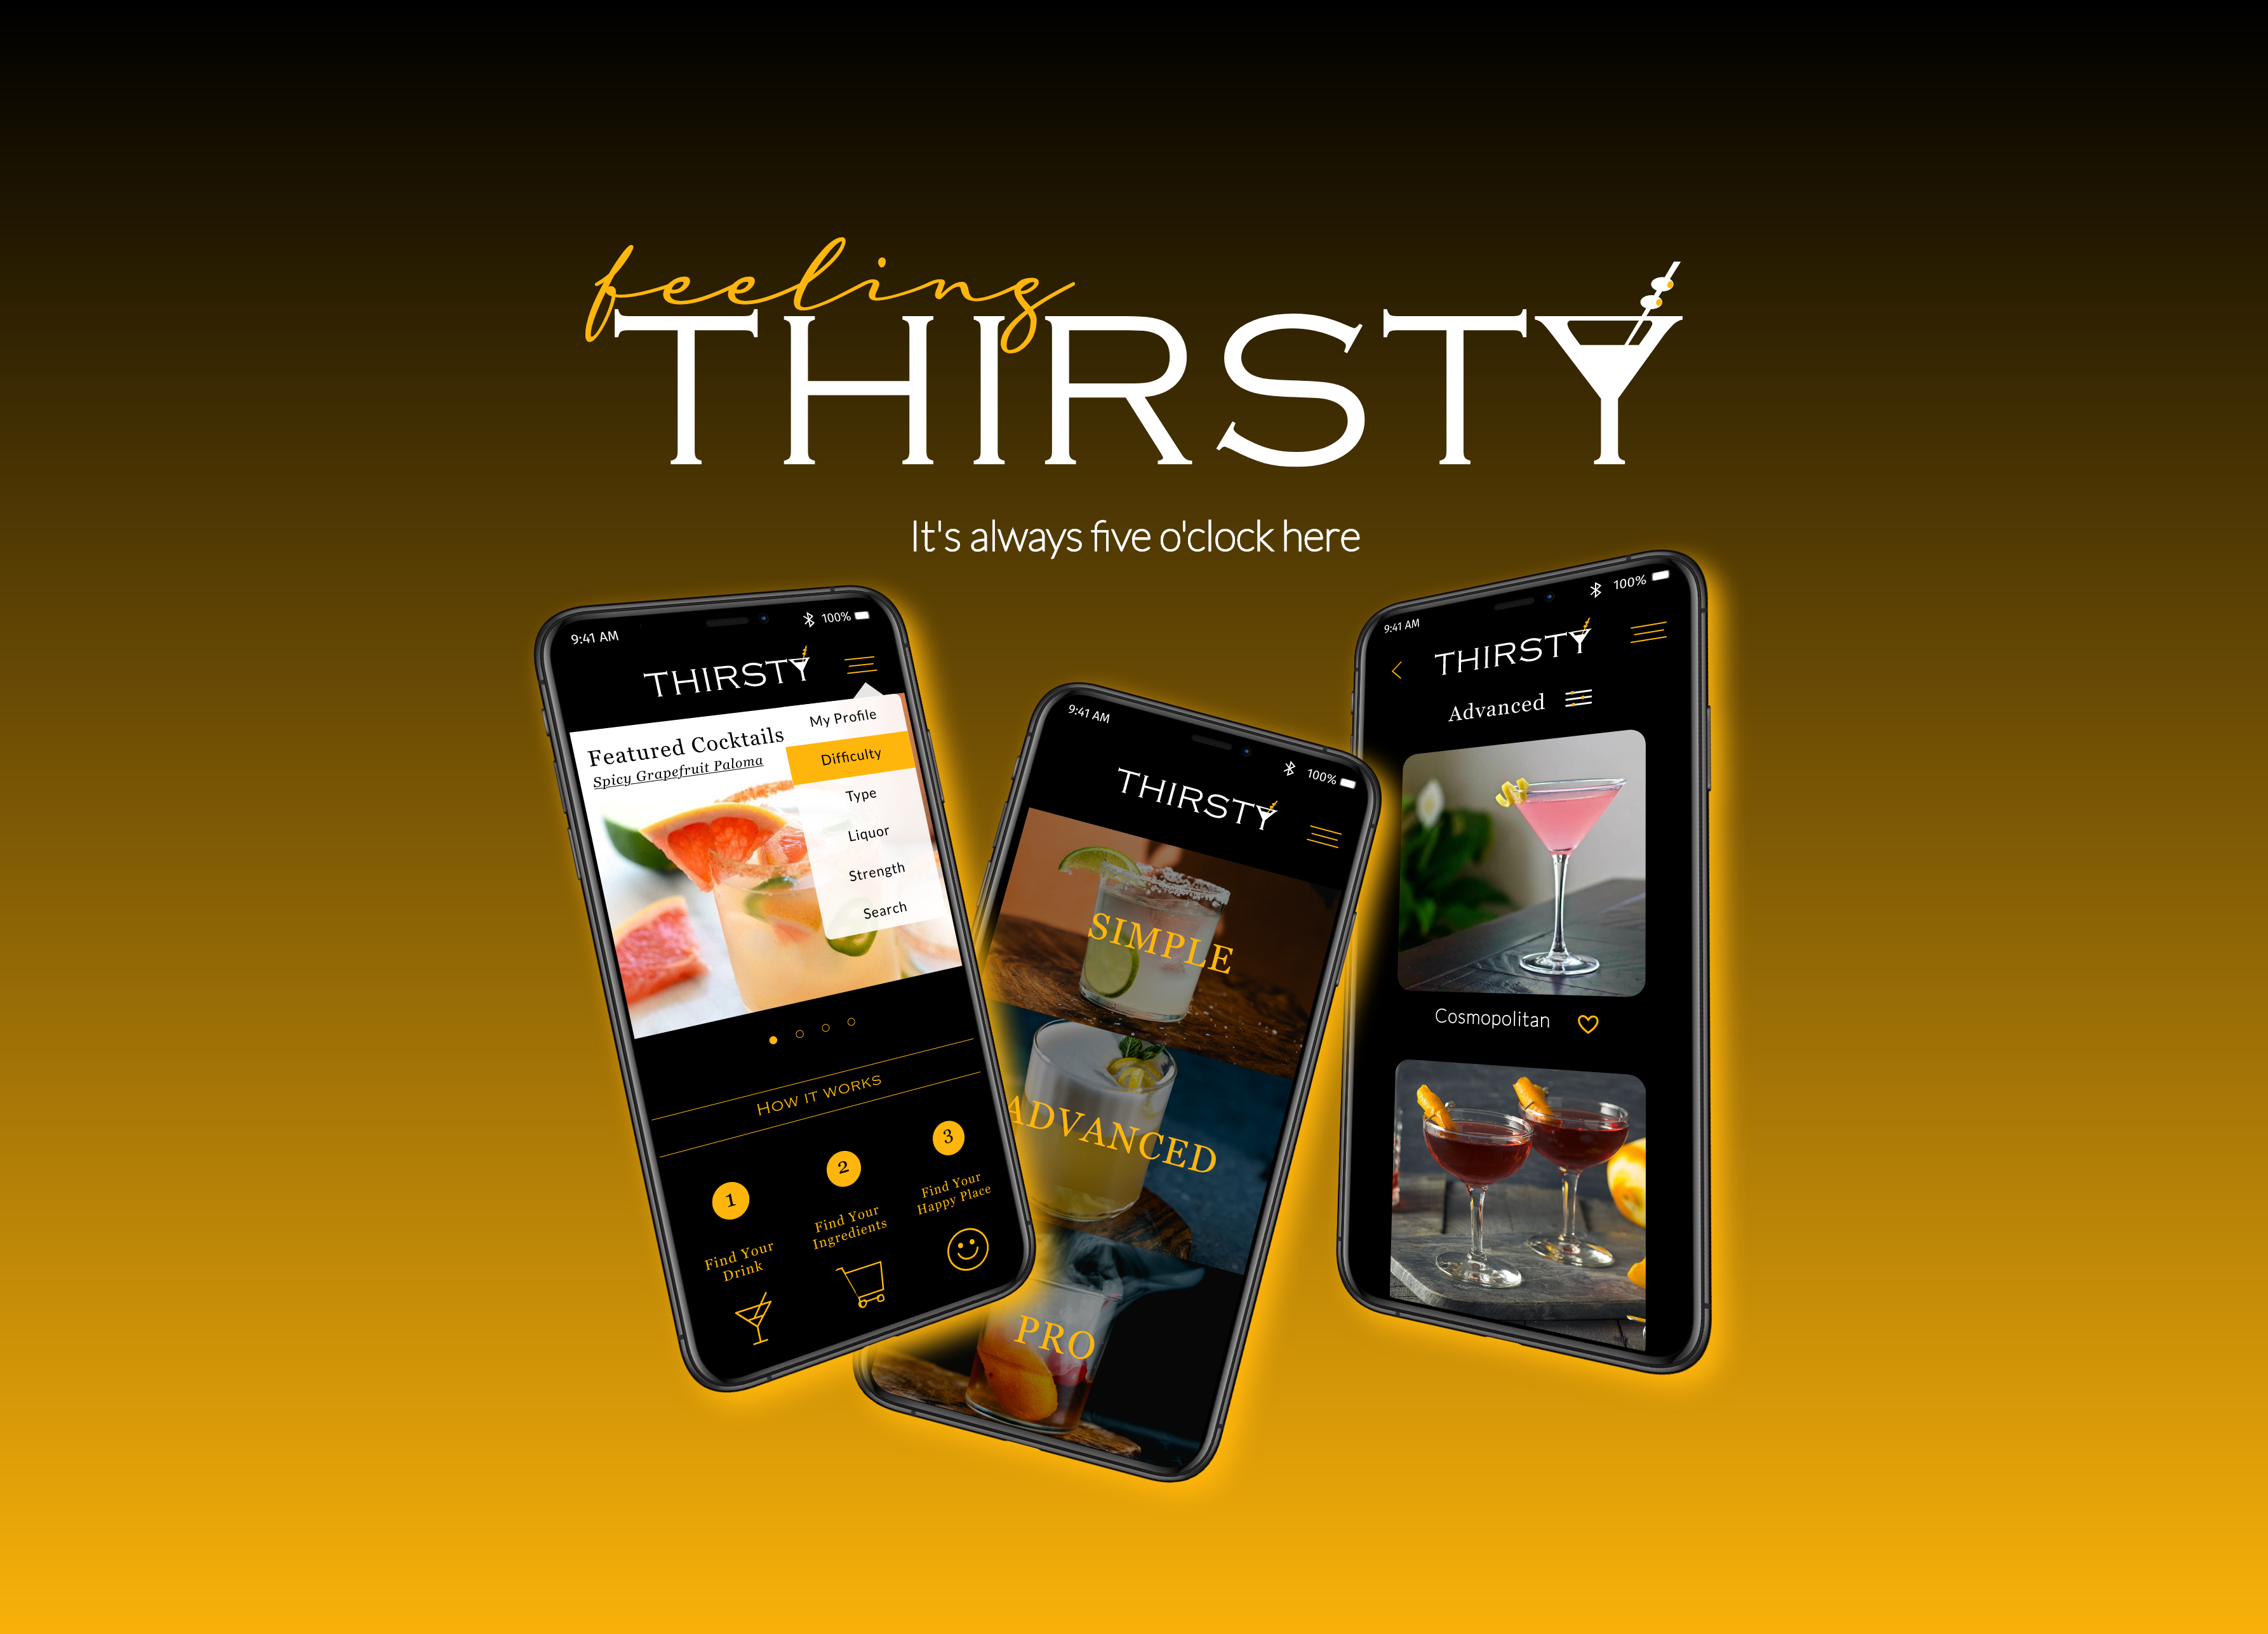 feeling
THIRSTY
It's always five o'clock here
9:41 AM
100%
THIRSTY
Featured Cocktails
Spicy Grapefruit Paloma
My Profile
Difficulty
Type
Liquor
Strength
Search
HOW IT WORKS
1
Find Your
Drink
2
Find Your
Ingredients
3
Find Your
Happy Place
9:41 AM
100%
THIRSTY
SIMPLE
ADVANCED
PRO
9:41 AM
100%
THIRSTY
Advanced
Cosmopolitan